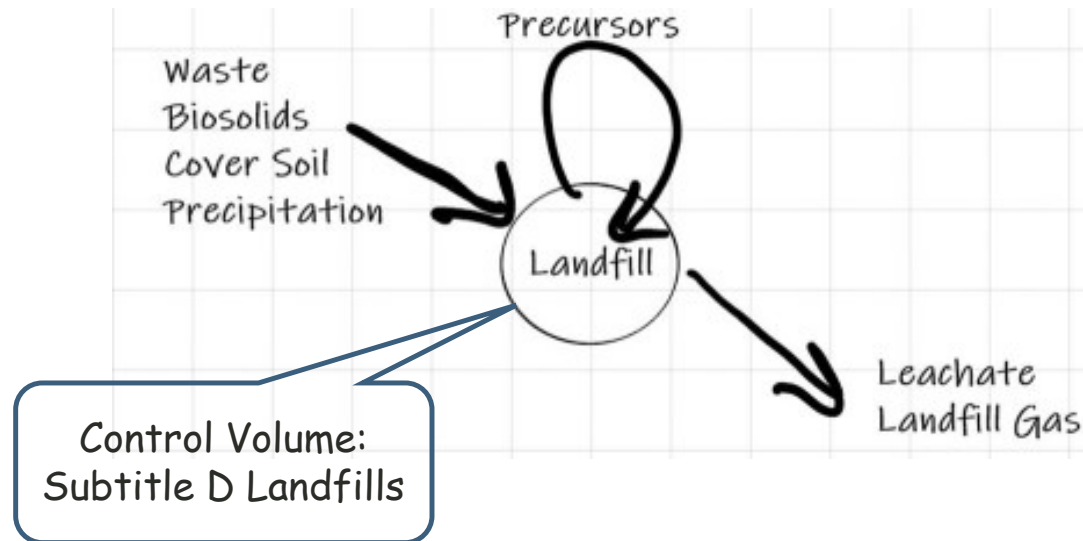 Precursors
Waste
Biosolids
Cover Soil
Precipitation
Landfill
Leachate
Landfill Gas
Control Volume:
Subtitle D Landfills